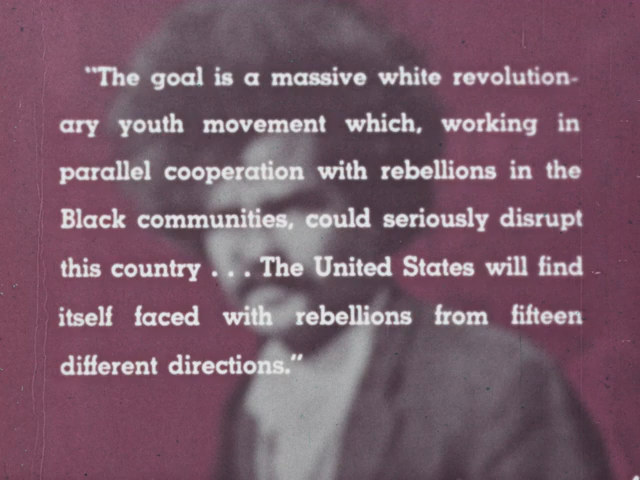 "The goal is a massive white revolution-
ary youth movement which, working in
parallel cooperation with rebellions in the
Black communities, could seriously disrupt
this country . . . The United States will find
itself faced with rebellions from fifteen
different directions."